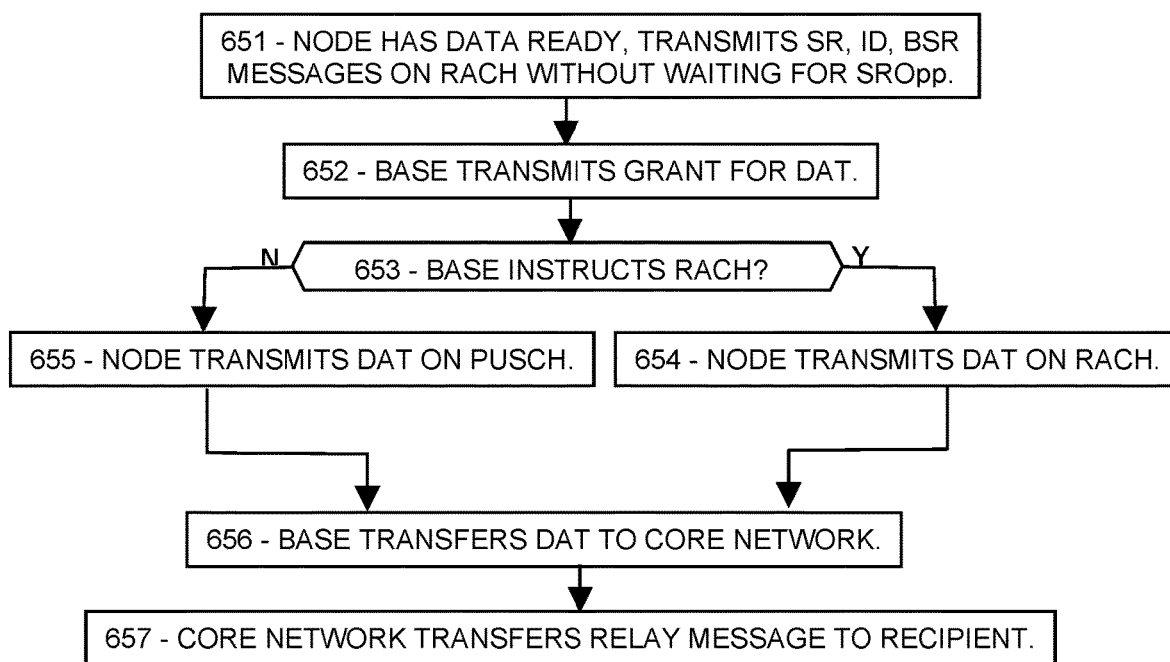 651 - NODE HAS DATA READY, TRANSMITS SR, ID, BSR
MESSAGES ON RACH WITHOUT WAITING FOR SROpp.
652 - BASE TRANSMITS GRANT FOR DAT.
N
653 - BASE INSTRUCTS RACH?
Y
655 - NODE TRANSMITS DAT ON PUSCH.
654 - NODE TRANSMITS DAT ON RACH.
656 - BASE TRANSFERS DAT TO CORE NETWORK.
657 - CORE NETWORK TRANSFERS RELAY MESSAGE TO RECIPIENT.